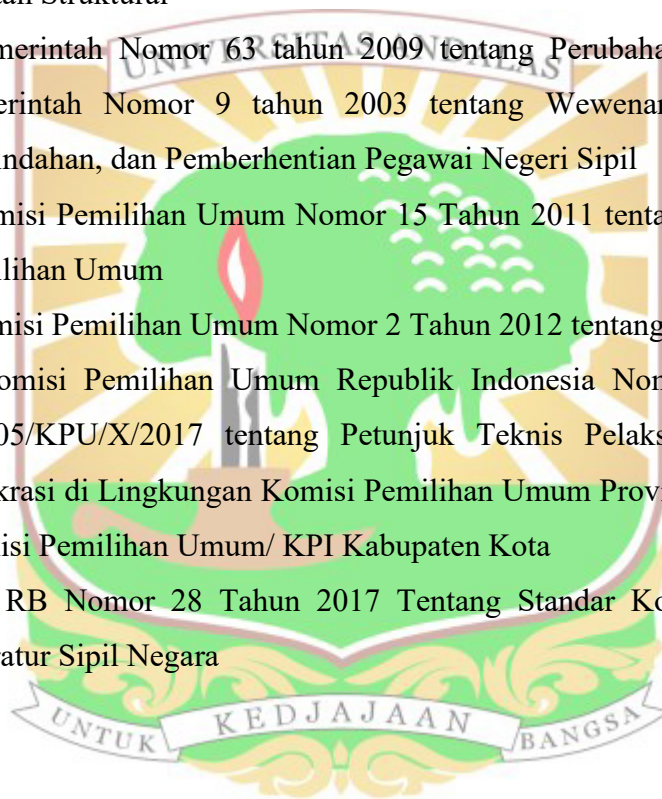 an Struktural
merintah Nomor 63 tahun 2009 tentang Perubaha
UNIVERSITAS ANDALAS
erintah Nomor 9 tahun 2003 tentang Wewenan
indahan, dan Pemberhentian Pegawai Negeri Sipil
misi Pemilihan Umum Nomor 15 Tahun 2011 tenta
ilihan Umum
misi Pemilihan Umum Nomor 2 Tahun 2012 tentang
omisi Pemilihan Umum Republik Indonesia Nom
05/KPU/X/2017 tentang Petunjuk Teknis Pelaks
krasi di Lingkungan Komisi Pemilihan Umum Provi
isi Pemilihan Umum/ KPI Kabupaten Kota
RB Nomor 28 Tahun 2017 Tentang Standar Ko
ratur Sipil Negara
UNTUK KEDJAJAAN BANGSA